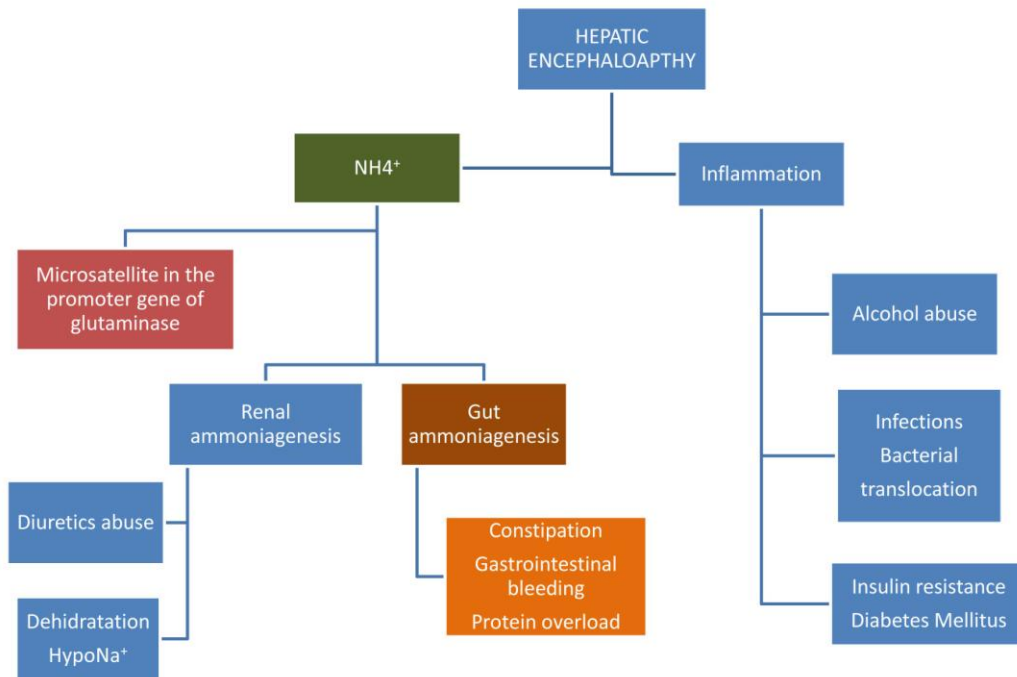 HEPATIC
ENCEPHALOAPTHY
NH4⁺
Inflammation
Microsatellite in the
promoter gene of
glutaminase
Alcohol abuse
Renal
ammoniagenesis
Gut
ammoniagenesis
Infections
Bacterial
translocation
Diuretics abuse
Constipation
Gastrointestinal
bleeding
Protein overload
Insulin resistance
Diabetes Mellitus
Dehidratation
HypoNa⁺